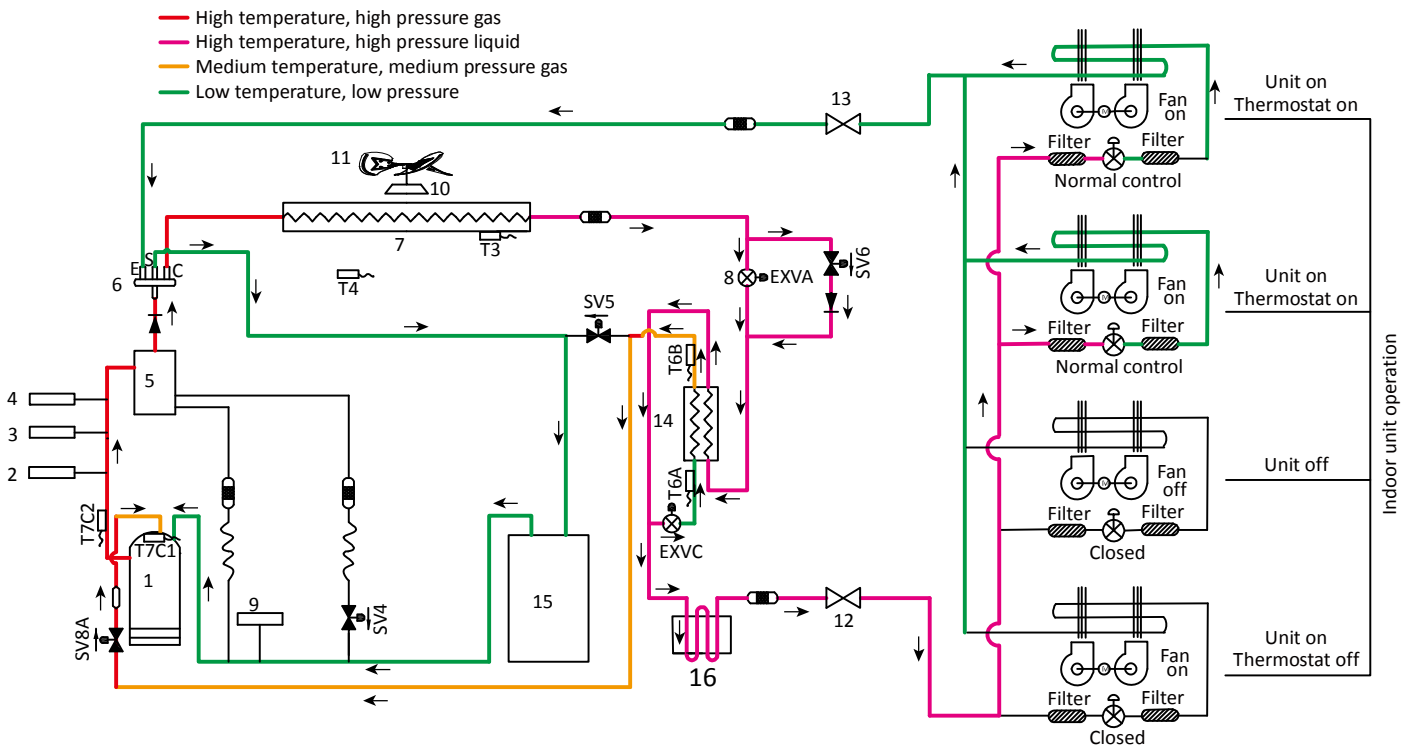 High temperature, high pressure gas
High temperature, high pressure liquid
Medium temperature, medium pressure gas
Low temperature, low pressure
13
11
10
7
T3
T4
E
S
C
6
8
EXVA
SV6
SV5
T6B
14
T6A
EXVC
5
4
3
2
T7C2
T7C1
1
SV8A
9
SV4
15
16
12
M
Fan
on
Filter
Filter
Normal control
Unit on
Thermostat on
M
Fan
on
Filter
Filter
Normal control
Unit on
Thermostat on
M
Fan
off
Filter
Filter
Closed
Unit off
M
Fan
on
Filter
Filter
Closed
Unit on
Thermostat off
Indoor unit operation